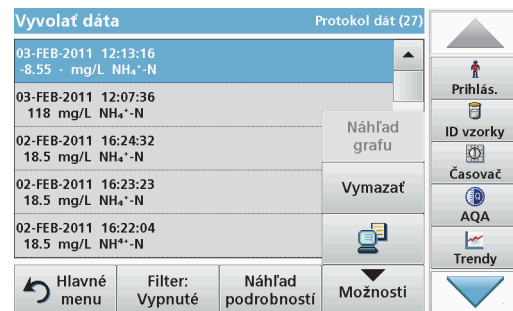 Vyvolať dáta
Protokol dát (27)
03-FEB-2011 12:13:16
-8.55 - mg/L NH₄⁺-N
03-FEB-2011 12:07:36
118 mg/L NH₄⁺-N
02-FEB-2011 16:24:32
18.5 mg/L NH₄⁺-N
02-FEB-2011 16:23:23
18.5 mg/L NH₄⁺-N
02-FEB-2011 16:22:04
18.5 mg/L NH⁴⁺-N
Náhľad
grafu
Vymazať
Hlavné
menu
Filter:
Vypnuté
Náhľad
podrobností
Možnosti
Prihlás.
ID vzorky
Časovač
AQA
Trendy